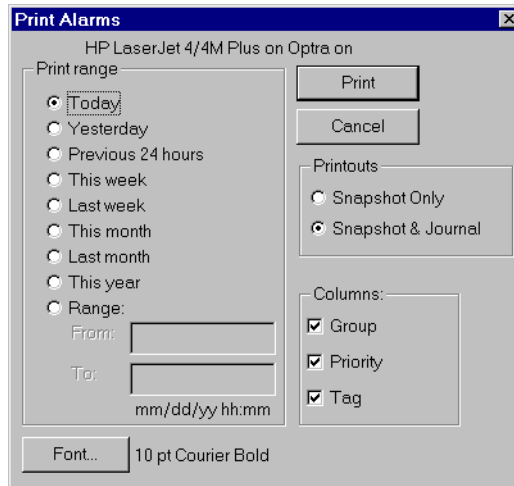 Print Alarms
HP LaserJet 4/4M Plus on Optra on
Print range
Today
Yesterday
Previous 24 hours
This week
Last week
This month
Last month
This year
Range:
From:
To:
mm/dd/yy hh:mm
Print
Cancel
Printouts
Snapshot Only
Snapshot & Journal
Columns:
Group
Priority
Tag
Font... 10 pt Courier Bold